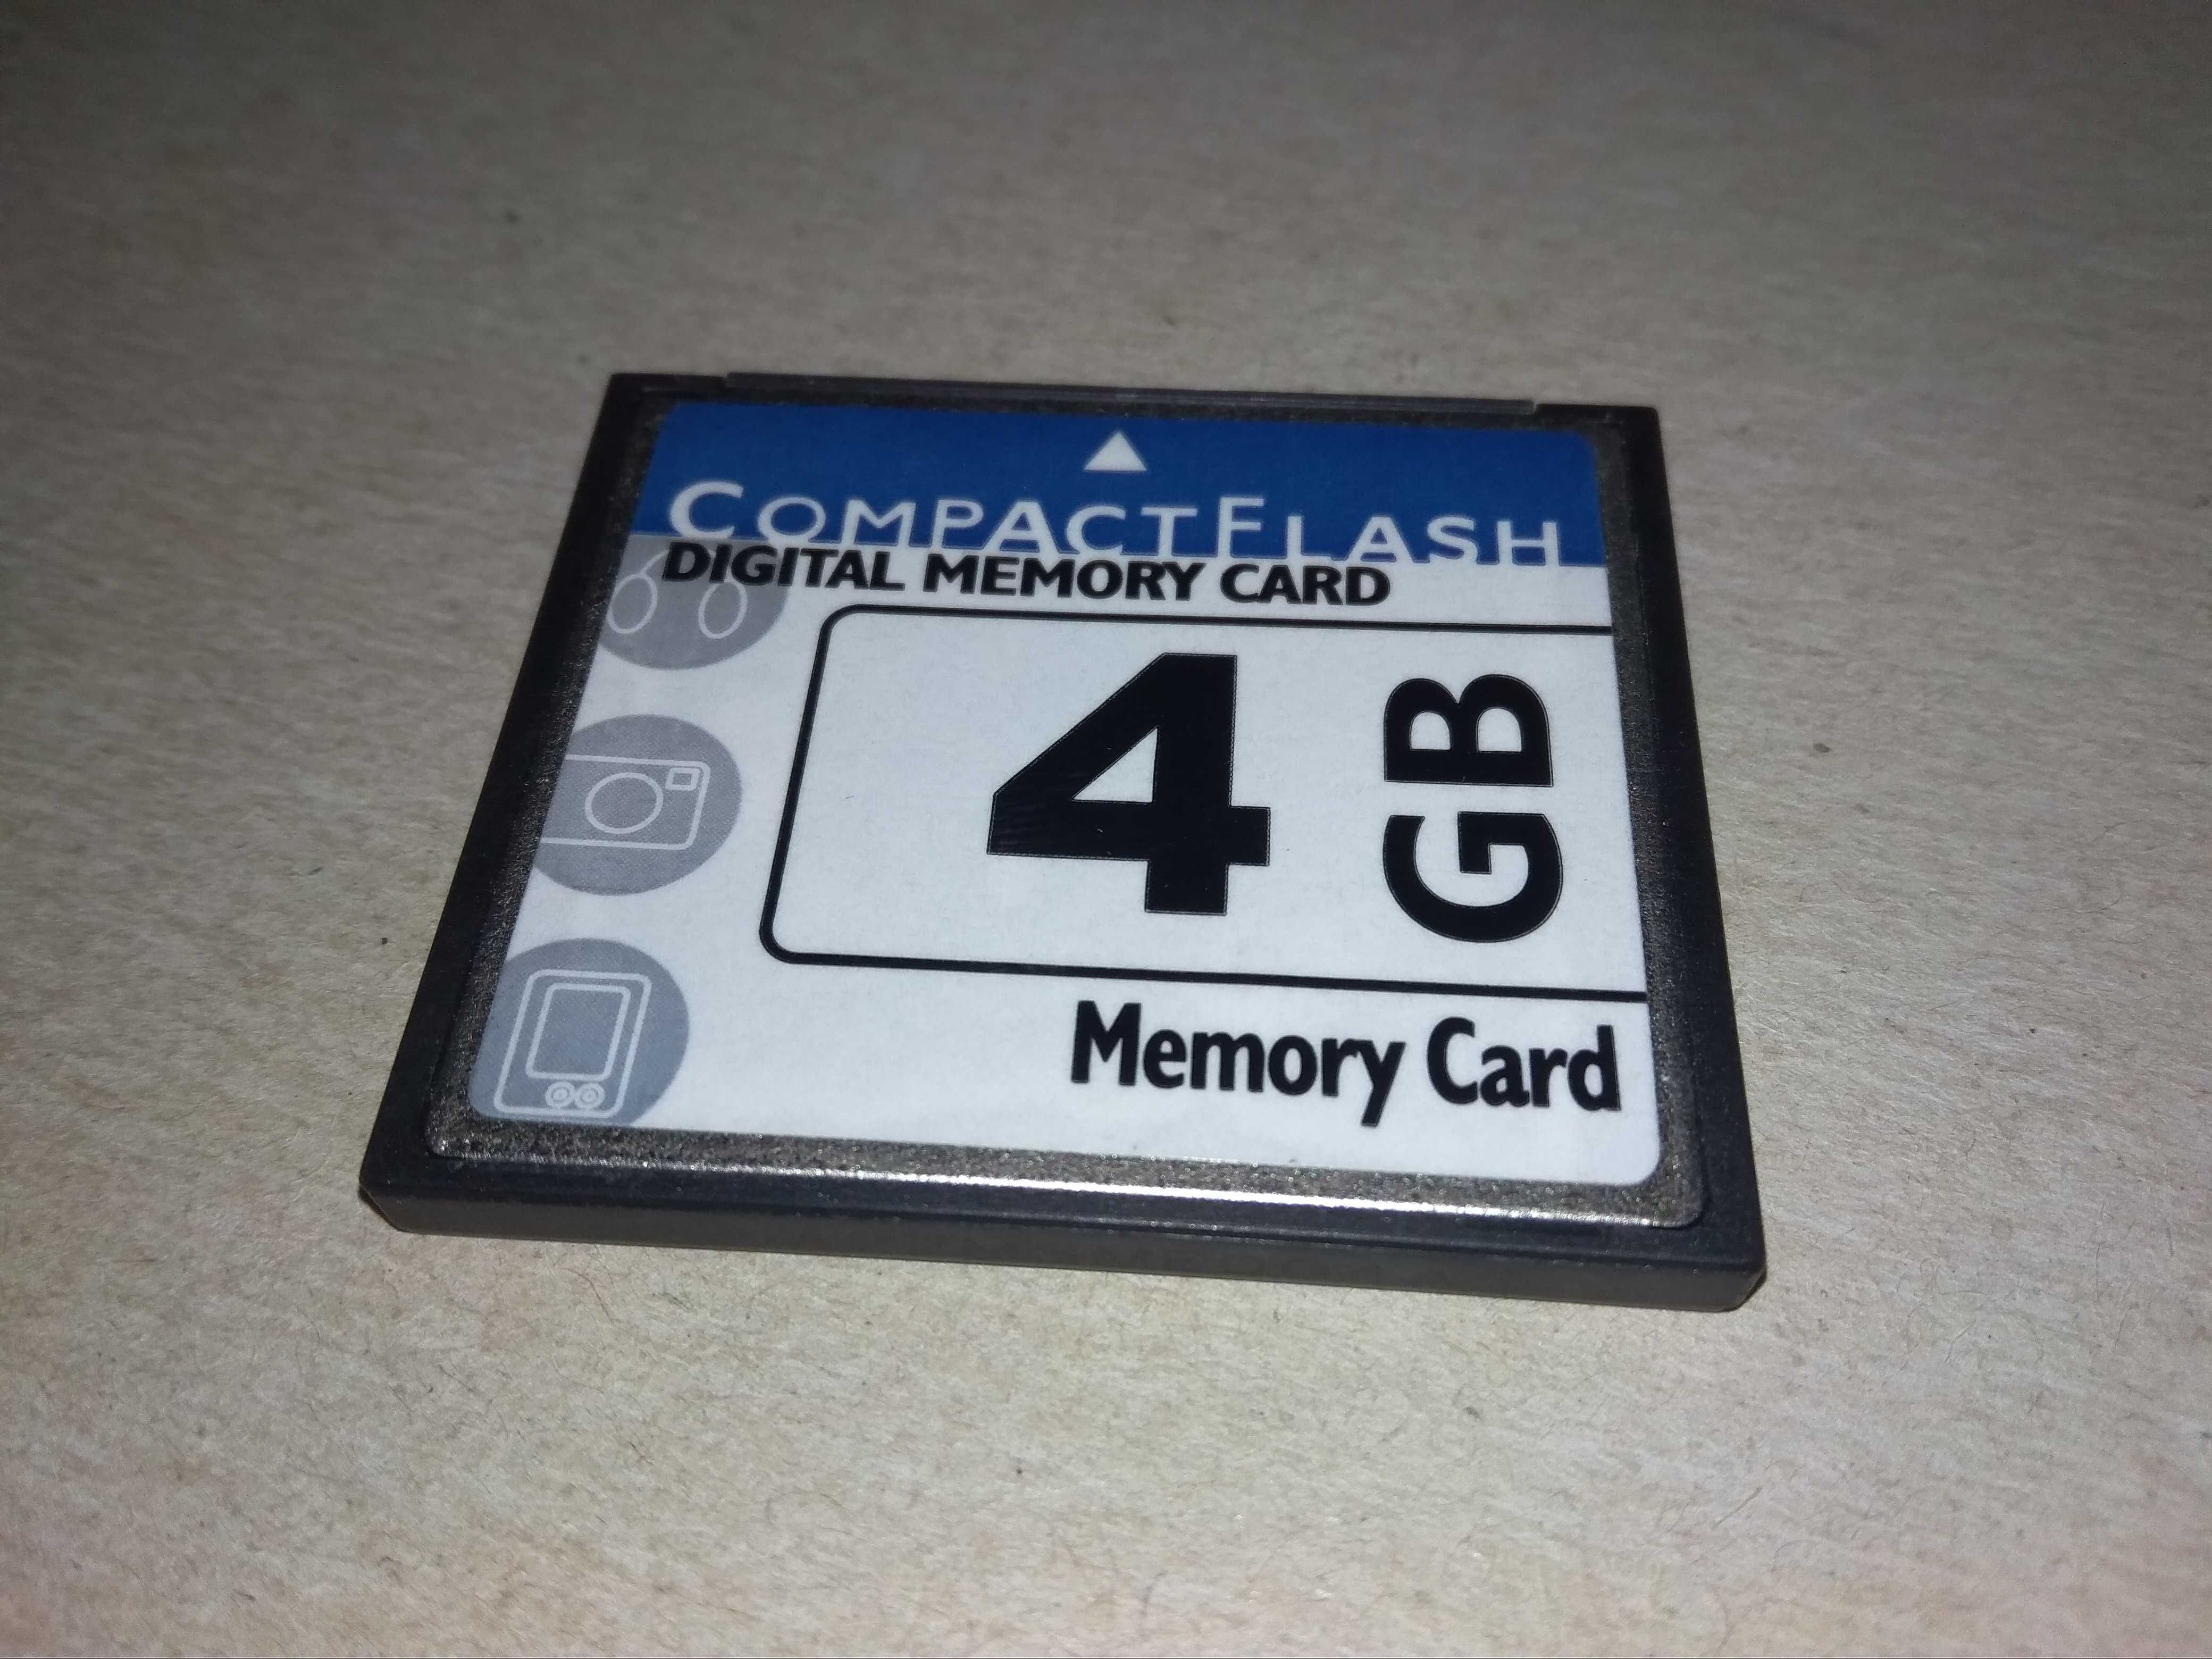 COMPACTFLASH
DIGITAL MEMORY CARD
4 GB
Memory Card